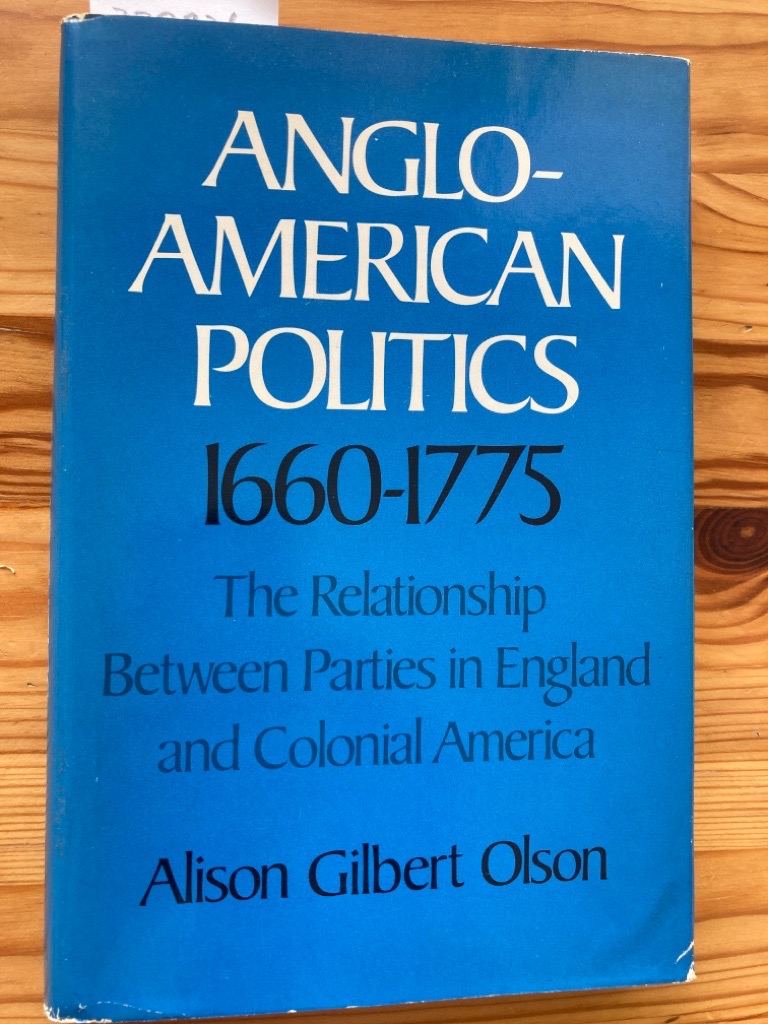 ANGLO-
AMERICAN
POLITICS
1660-1775
The Relationship
Between Parties in England
and Colonial America
Alison Gilbert Olson